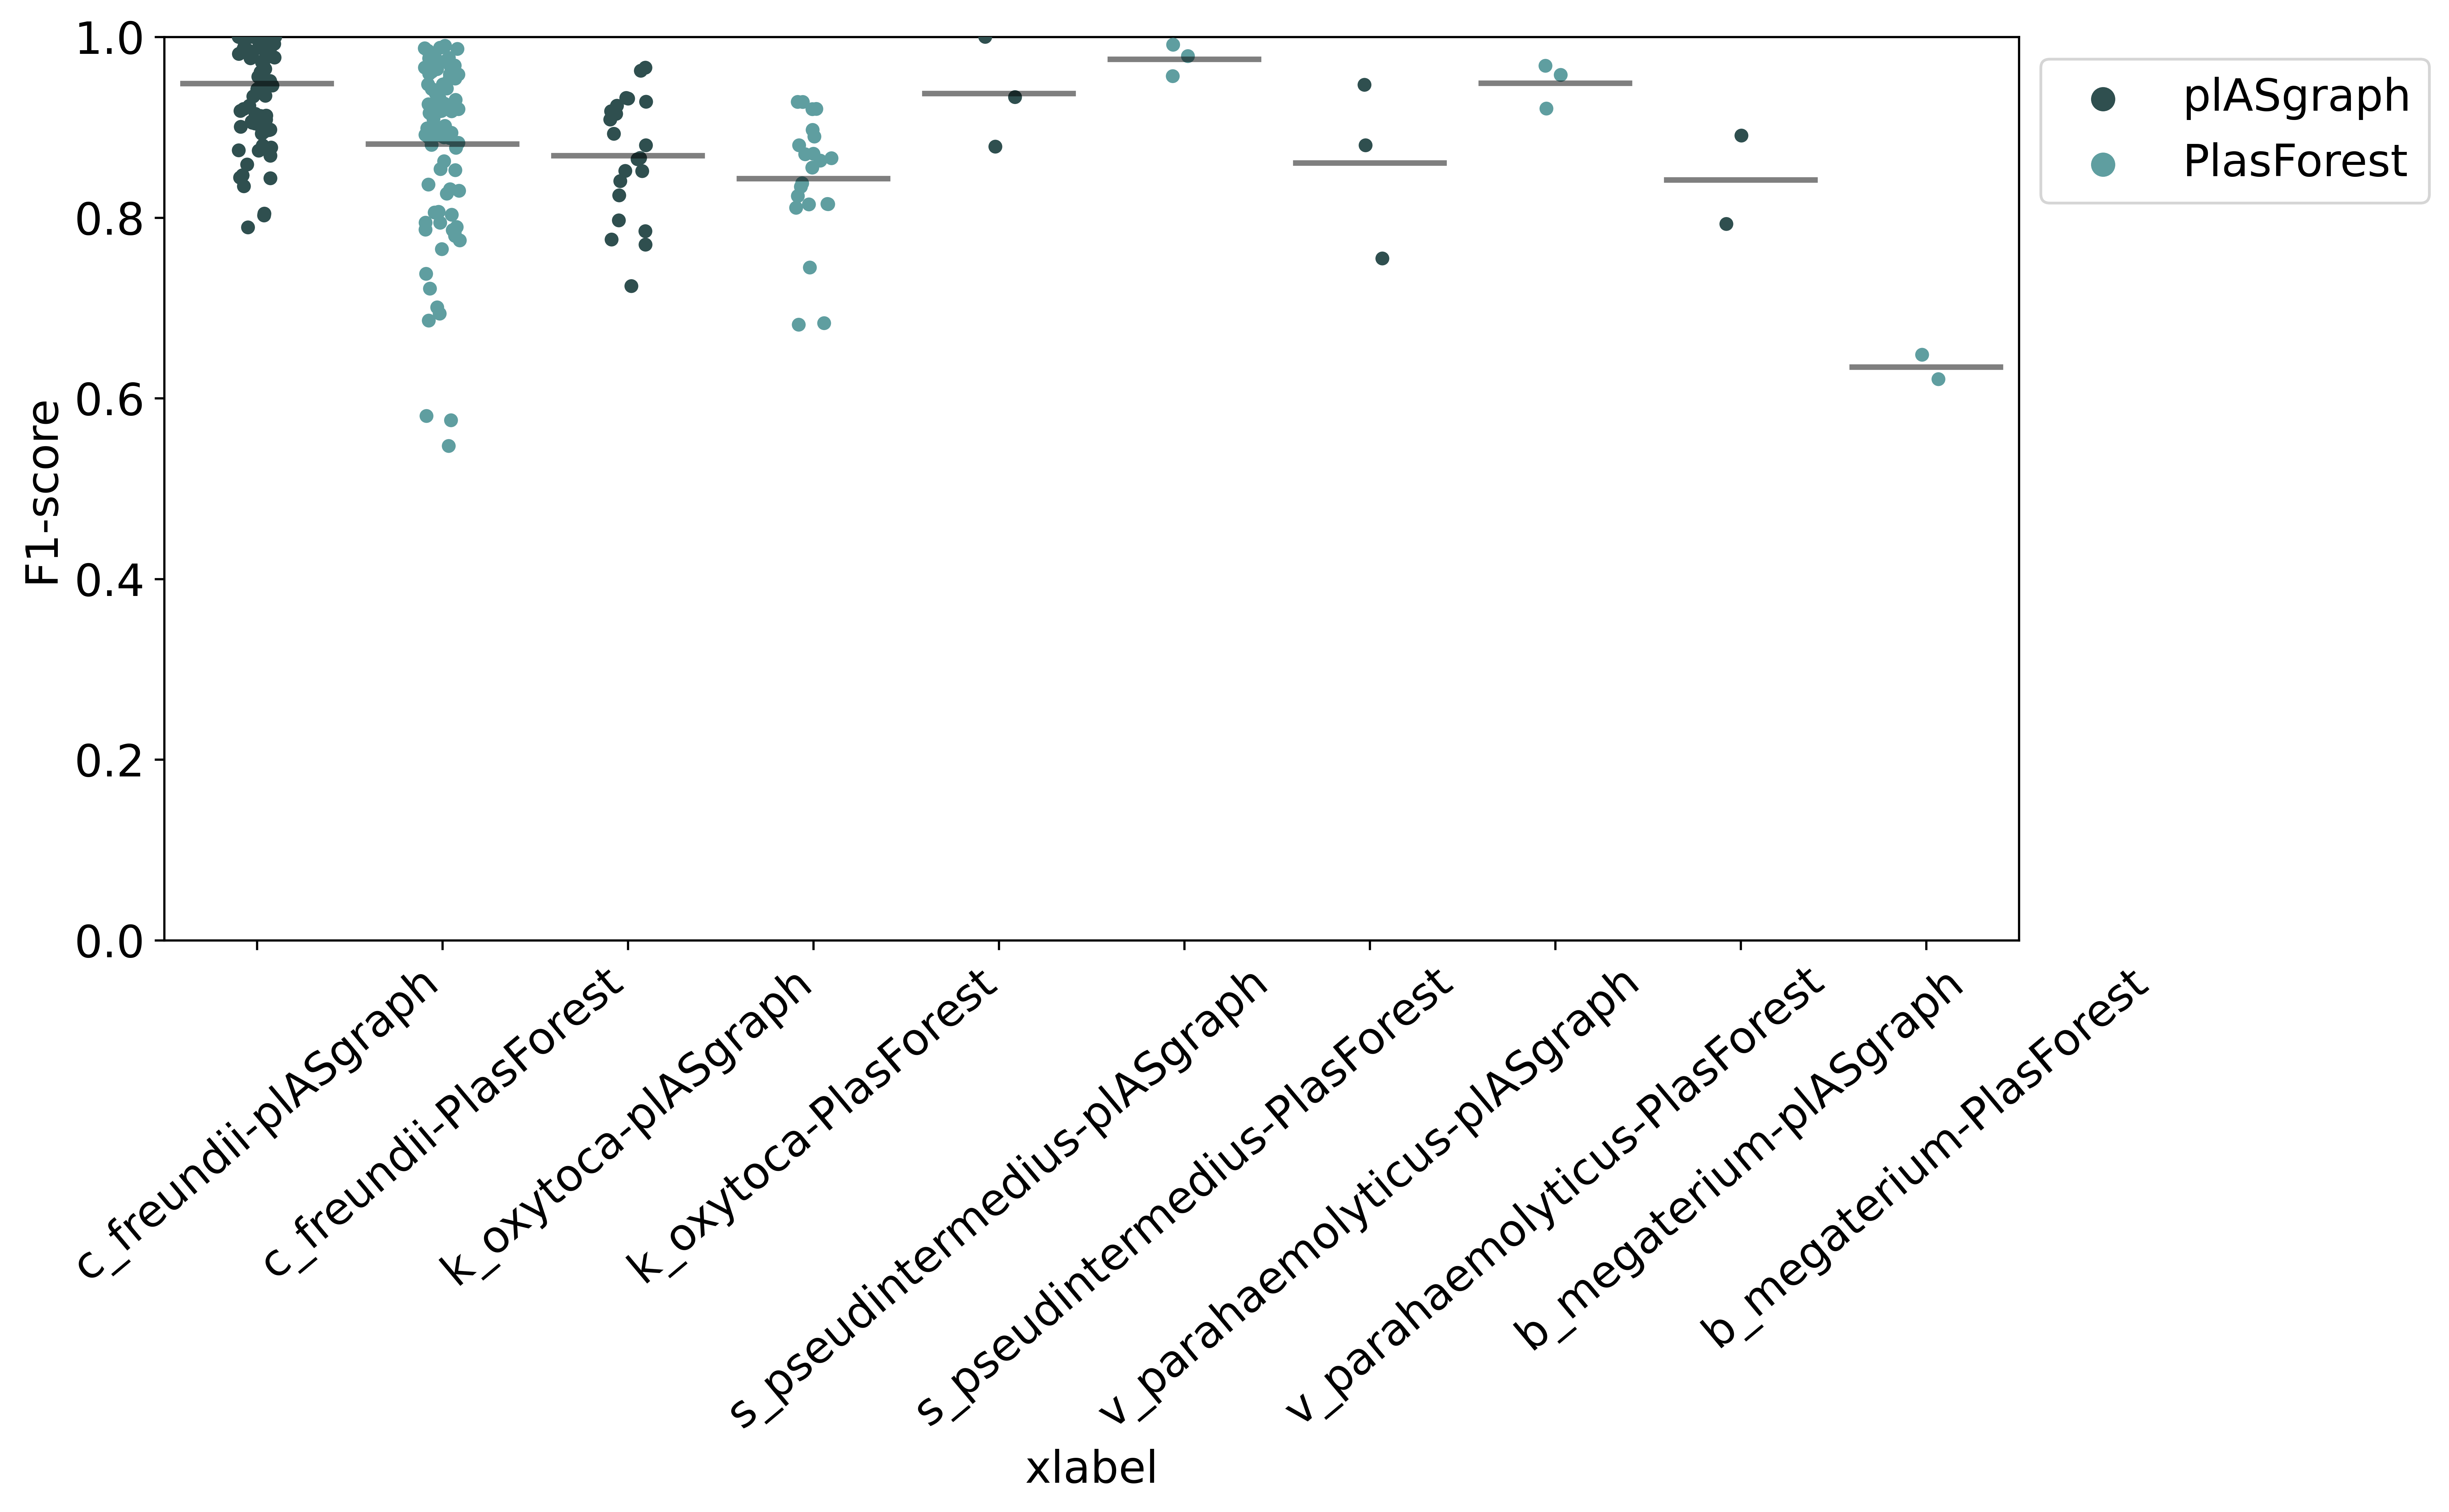 1.0
0.8
0.6
0.4
0.2
0.0
F1-score
plASgraph
PlasForest
c_freundii-plASgraph
c_freundii-PlasForest
k_oxytoca-plASgraph
k_oxytoca-PlasForest
s_pseudintermedius-plASgraph
s_pseudintermedius-PlasForest
v_parahaemolyticus-plASgraph
v_parahaemolyticus-PlasForest
b_megaterium-plASgraph
b_megaterium-PlasForest
xlabel